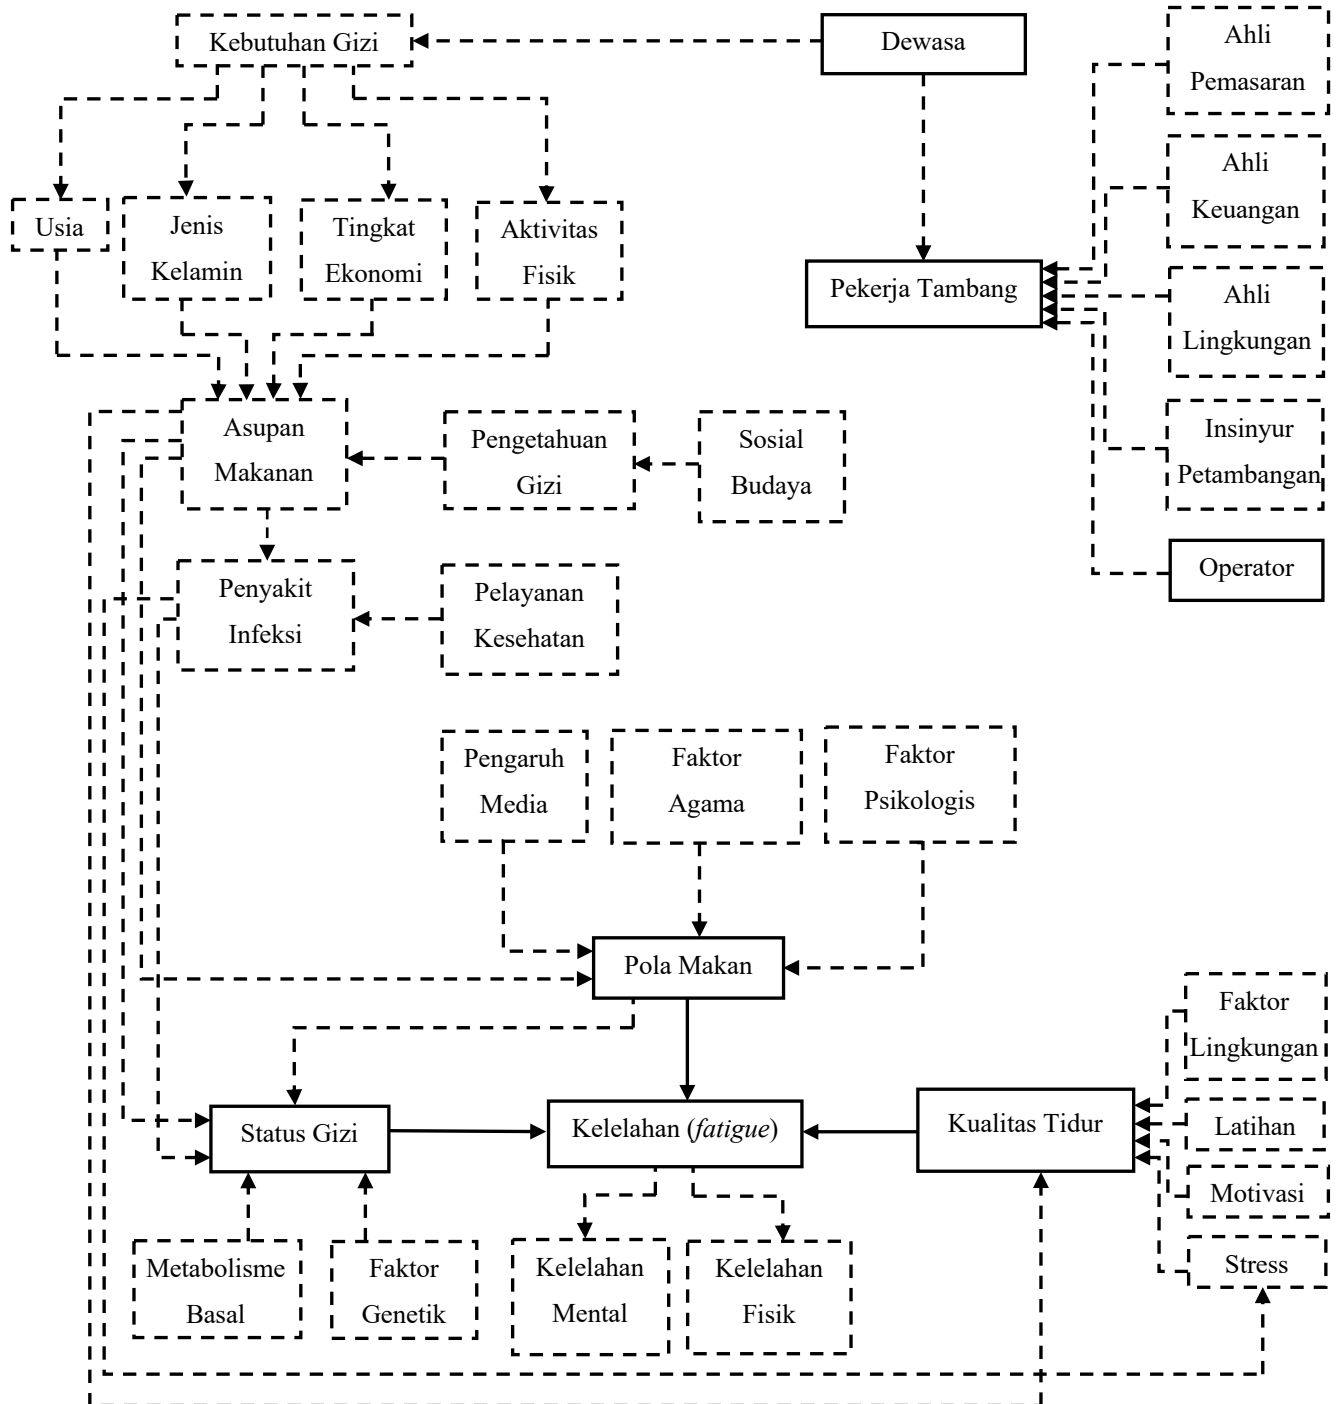 Kebutuhan Gizi
Dewasa
Ahli
Pemasaran
Ahli
Keuangan
Usia
Jenis
Kelamin
Tingkat
Ekonomi
Aktivitas
Fisik
Pekerja Tambang
Ahli
Lingkungan
Asupan
Makanan
Pengetahuan
Gizi
Sosial
Budaya
Insinyur
Petambangan
Operator
Penyakit
Infeksi
Pelayanan
Kesehatan
Pengaruh
Media
Faktor
Agama
Faktor
Psikologis
Pola Makan
Faktor
Lingkungan
Status Gizi
Kelelahan (fatigue)
Kualitas Tidur
Latihan
Motivasi
Stress
Metabolisme
Basal
Faktor
Genetik
Kelelahan
Mental
Kelelahan
Fisik